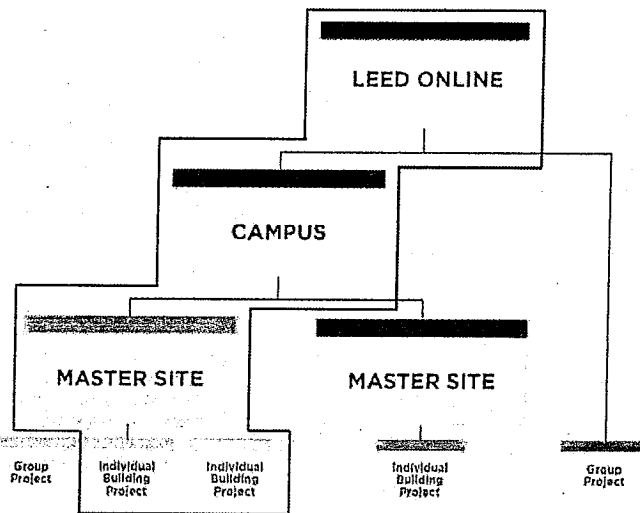 LEED ONLINE
CAMPUS
MASTER SITE
MASTER SITE
Group
Project
Individual
Building
Project
Individual
Building
Project
Individual
Building
Project
Group
Project